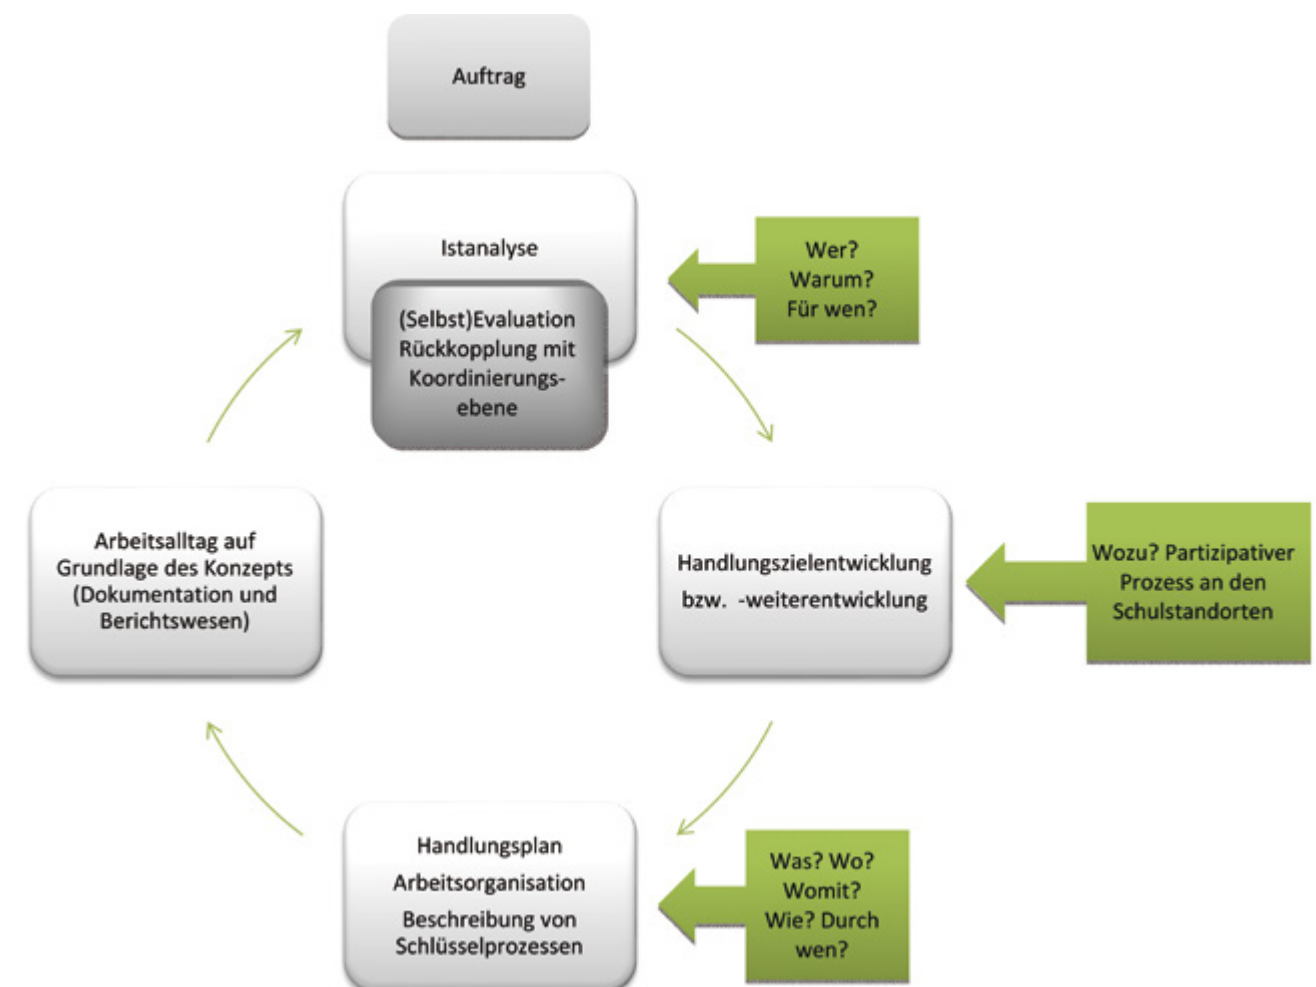 Auftrag
Istanalyse
(Selbst)Evaluation
Rückkopplung mit
Koordinierungs-
ebene
Wer?
Warum?
Für wen?
Handlungszielentwicklung
bzw. -weiterentwicklung
Wozu? Partizipativer
Prozess an den
Schulstandorten
Handlungsplan
Arbeitsorganisation
Beschreibung von
Schlüsselprozessen
Was? Wo?
Womit?
Wie? Durch
wen?
Arbeitsalltag auf
Grundlage des Konzepts
(Dokumentation und
Berichtswesen)